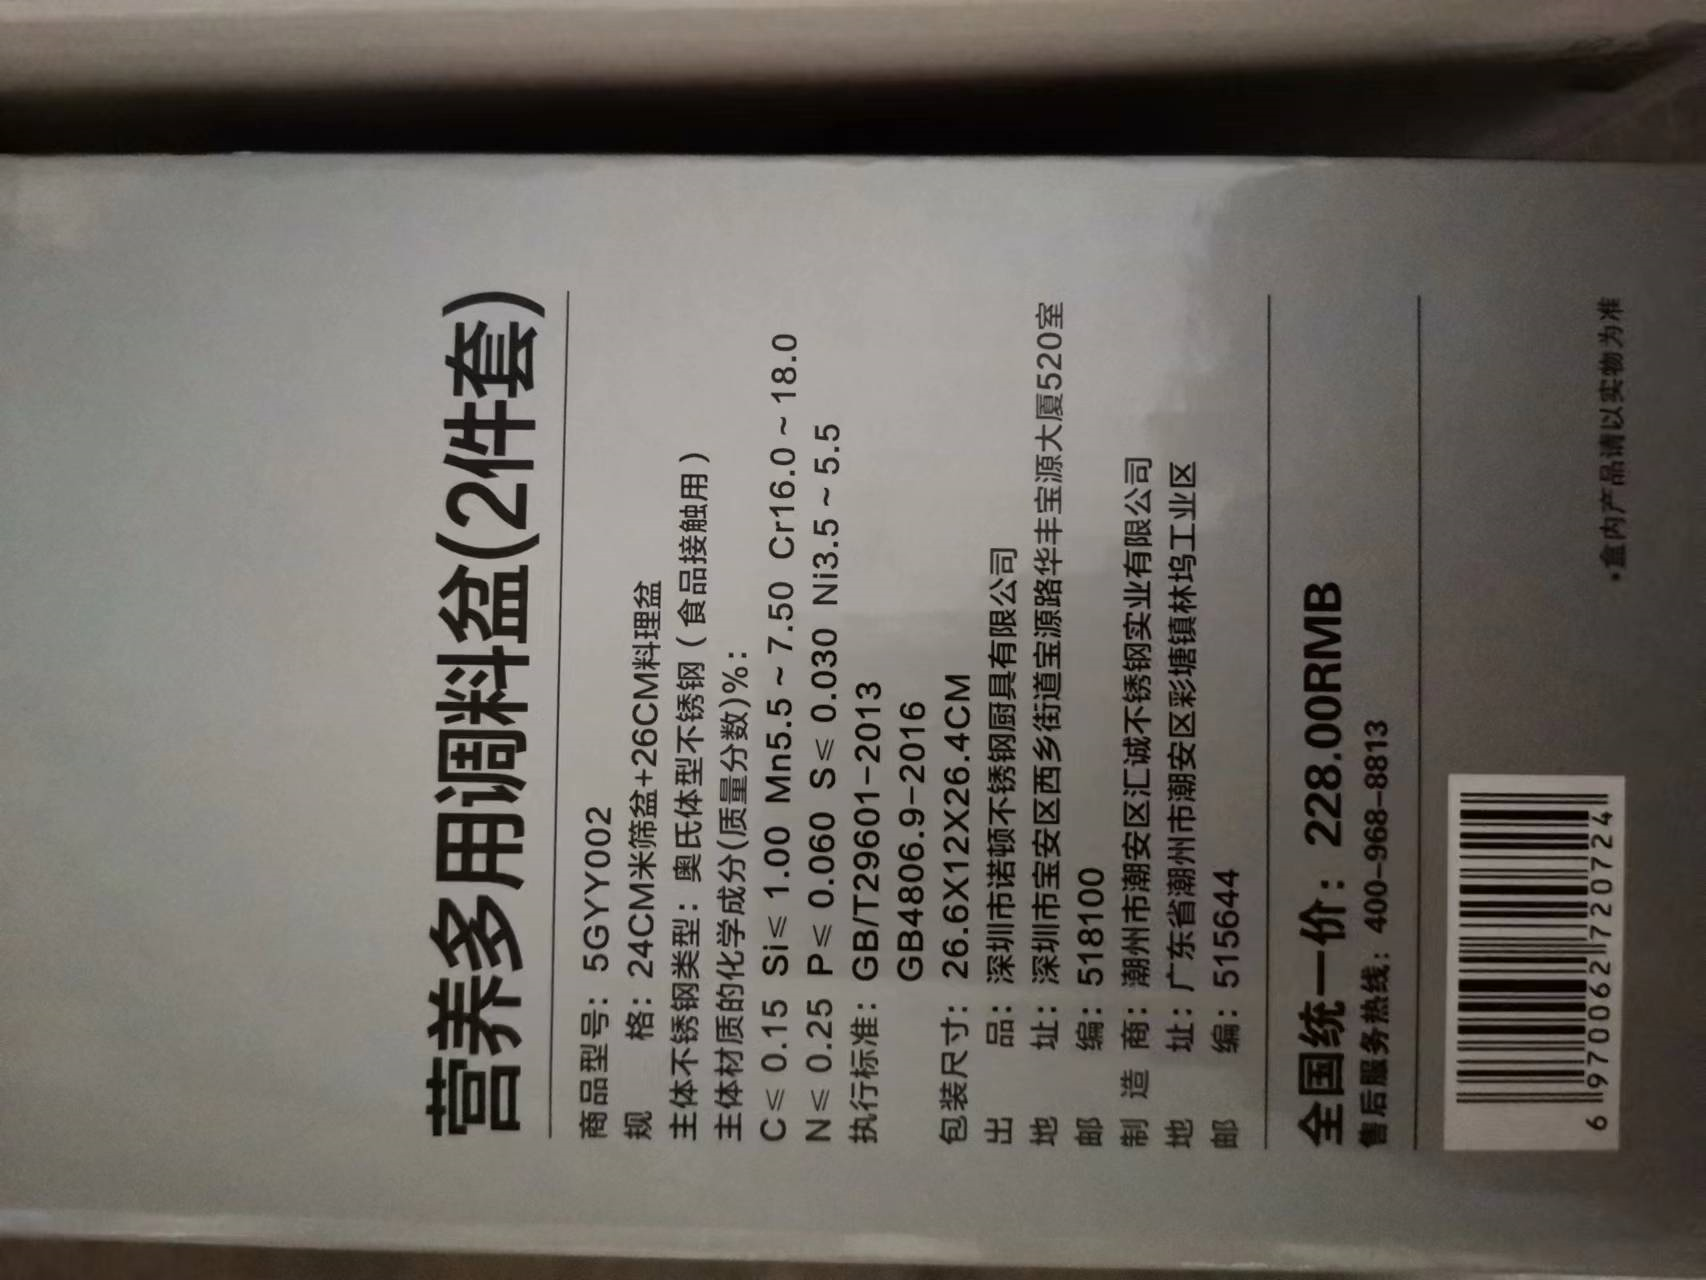 营养多用调料盆(2件套)
商品型号：5GYY002
规格：24CM米筛盆+26CM料理盆
主体不锈钢类型：奥氏体型不锈钢（食品接触用）
主体材质的化学成分(质量分数)%：
C≤0.15 Si≤1.00 Mn5.5~7.50 Cr16.0~18.0
N≤0.25 P≤0.060 S≤0.030 Ni3.5~5.5
执行标准：GB/T29601-2013
GB4806.9-2016
包装尺寸：26.6X12X26.4CM
出品：深圳市诺顿不锈钢厨具有限公司
地址：深圳市宝安区西乡街道宝源路华丰宝源大厦520室
邮编：518100
制造商：潮州市潮安区汇诚不锈钢实业有限公司
地址：广东省潮州市潮安区彩塘镇林坞工业区
邮编：515644
全国统一价：228.00RMB
售后服务热线：400-968-8813
6970062720724
•盒内产品请以实物为准